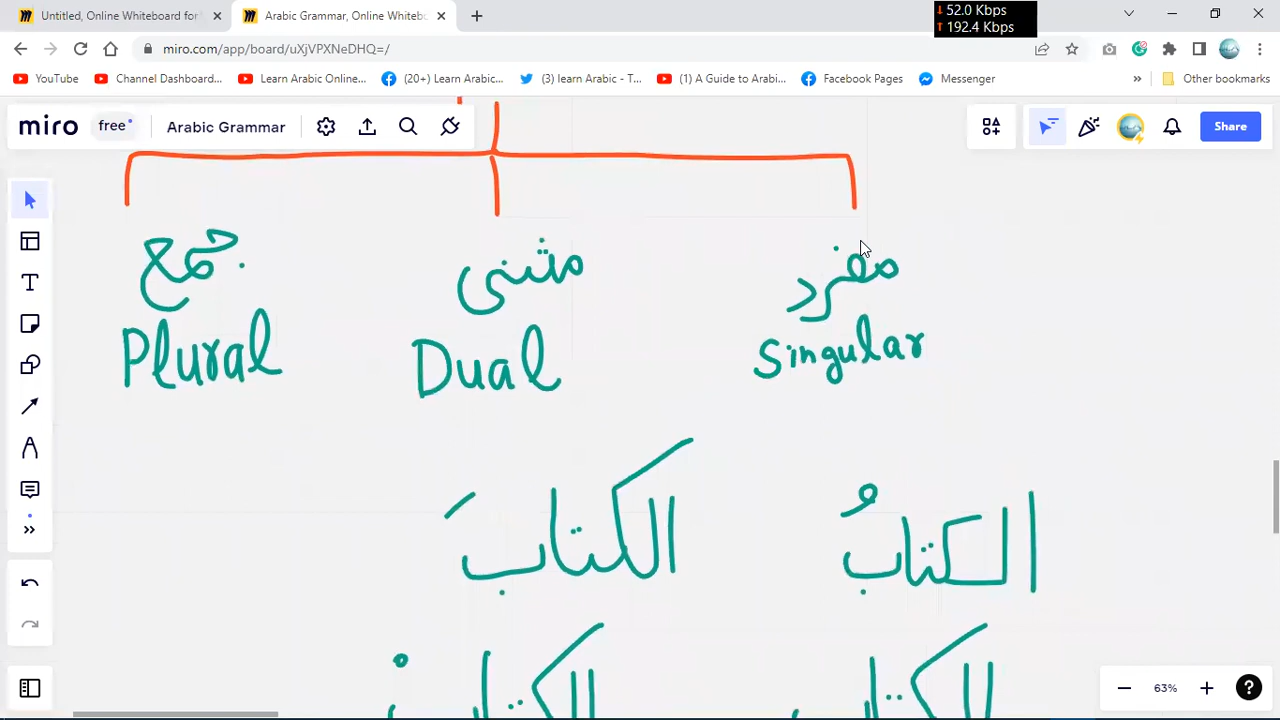 Untitled, Online Whiteboard for
Arabic Grammar, Online Whiteb
52.0 Kbps
192.4 Kbps
miro.com/app/board/uXjVPXNeDHQ=/
YouTube
Channel Dashboard...
Learn Arabic Online...
(20+) Learn Arabic...
(3) learn Arabic - T...
(1) A Guide to Arabi...
Facebook Pages
Messenger
»
Other bookmarks
miro free
Arabic Grammar
Share
مفرد مثنى جمع
Plural Dual Singular
الكتابُ الكتابَ
63%